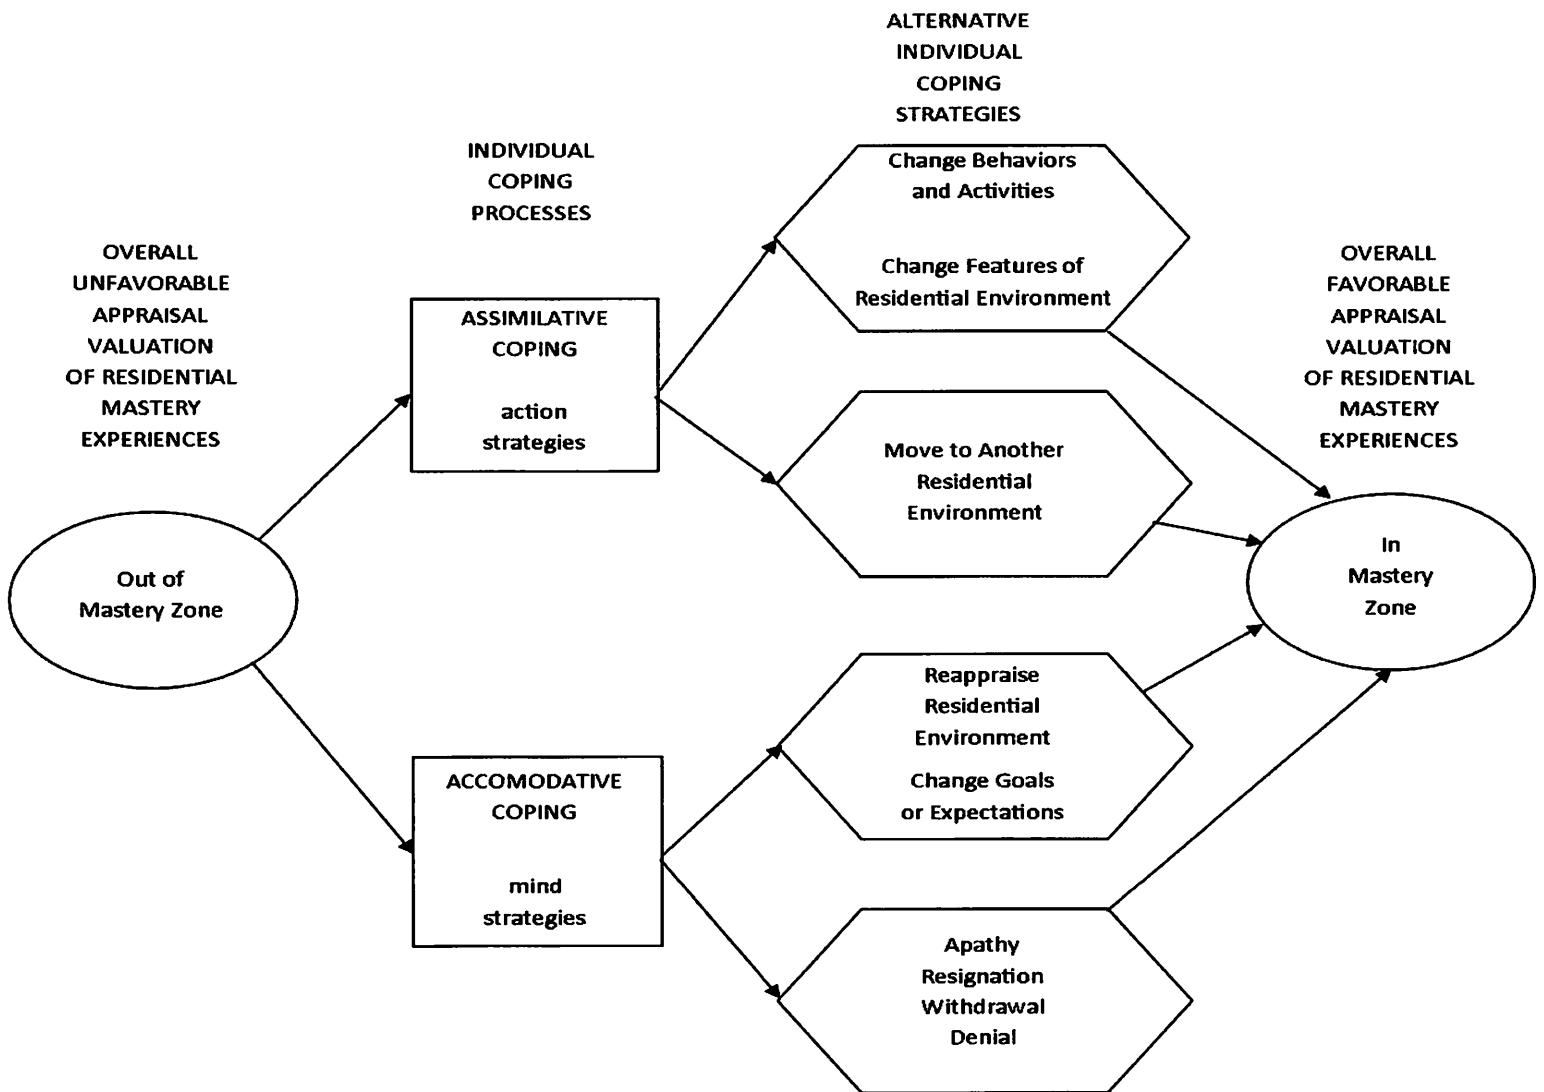 ALTERNATIVE
INDIVIDUAL
COPING
STRATEGIES
INDIVIDUAL
COPING
PROCESSES
OVERALL
UNFAVORABLE
APPRAISAL
VALUATION
OF RESIDENTIAL
MASTERY
EXPERIENCES
OVERALL
FAVORABLE
APPRAISAL
VALUATION
OF RESIDENTIAL
MASTERY
EXPERIENCES
Out of
Mastery Zone
ASSIMILATIVE
COPING
action
strategies
ACCOMODATIVE
COPING
mind
strategies
Change Behaviors
and Activities
Change Features of
Residential Environment
Move to Another
Residential
Environment
Reappraise
Residential
Environment
Change Goals
or Expectations
Apathy
Resignation
Withdrawal
Denial
In
Mastery
Zone